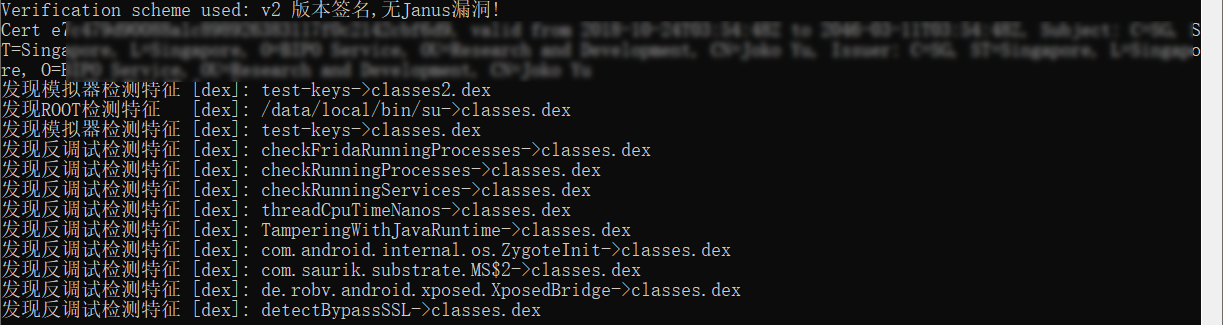 Verification scheme used: v2 版本签名,无Janus漏洞!
Cert e7
T=Singap
re, O=
发现模拟器检测特征 [dex]: test-keys->classes2.dex
发现ROOT检测特征   [dex]: /data/local/bin/su->classes.dex
发现模拟器检测特征 [dex]: test-keys->classes.dex
发现反调试检测特征 [dex]: checkFridaRunningProcesses->classes.dex
发现反调试检测特征 [dex]: checkRunningProcesses->classes.dex
发现反调试检测特征 [dex]: checkRunningServices->classes.dex
发现反调试检测特征 [dex]: threadCpuTimeNanos->classes.dex
发现反调试检测特征 [dex]: TamperingWithJavaRuntime->classes.dex
发现反调试检测特征 [dex]: com.android.internal.os.ZygoteInit->classes.dex
发现反调试检测特征 [dex]: com.saurik.substrate.MS$2->classes.dex
发现反调试检测特征 [dex]: de.robv.android.xposed.XposedBridge->classes.dex
发现反调试检测特征 [dex]: detectBypassSSL->classes.dex